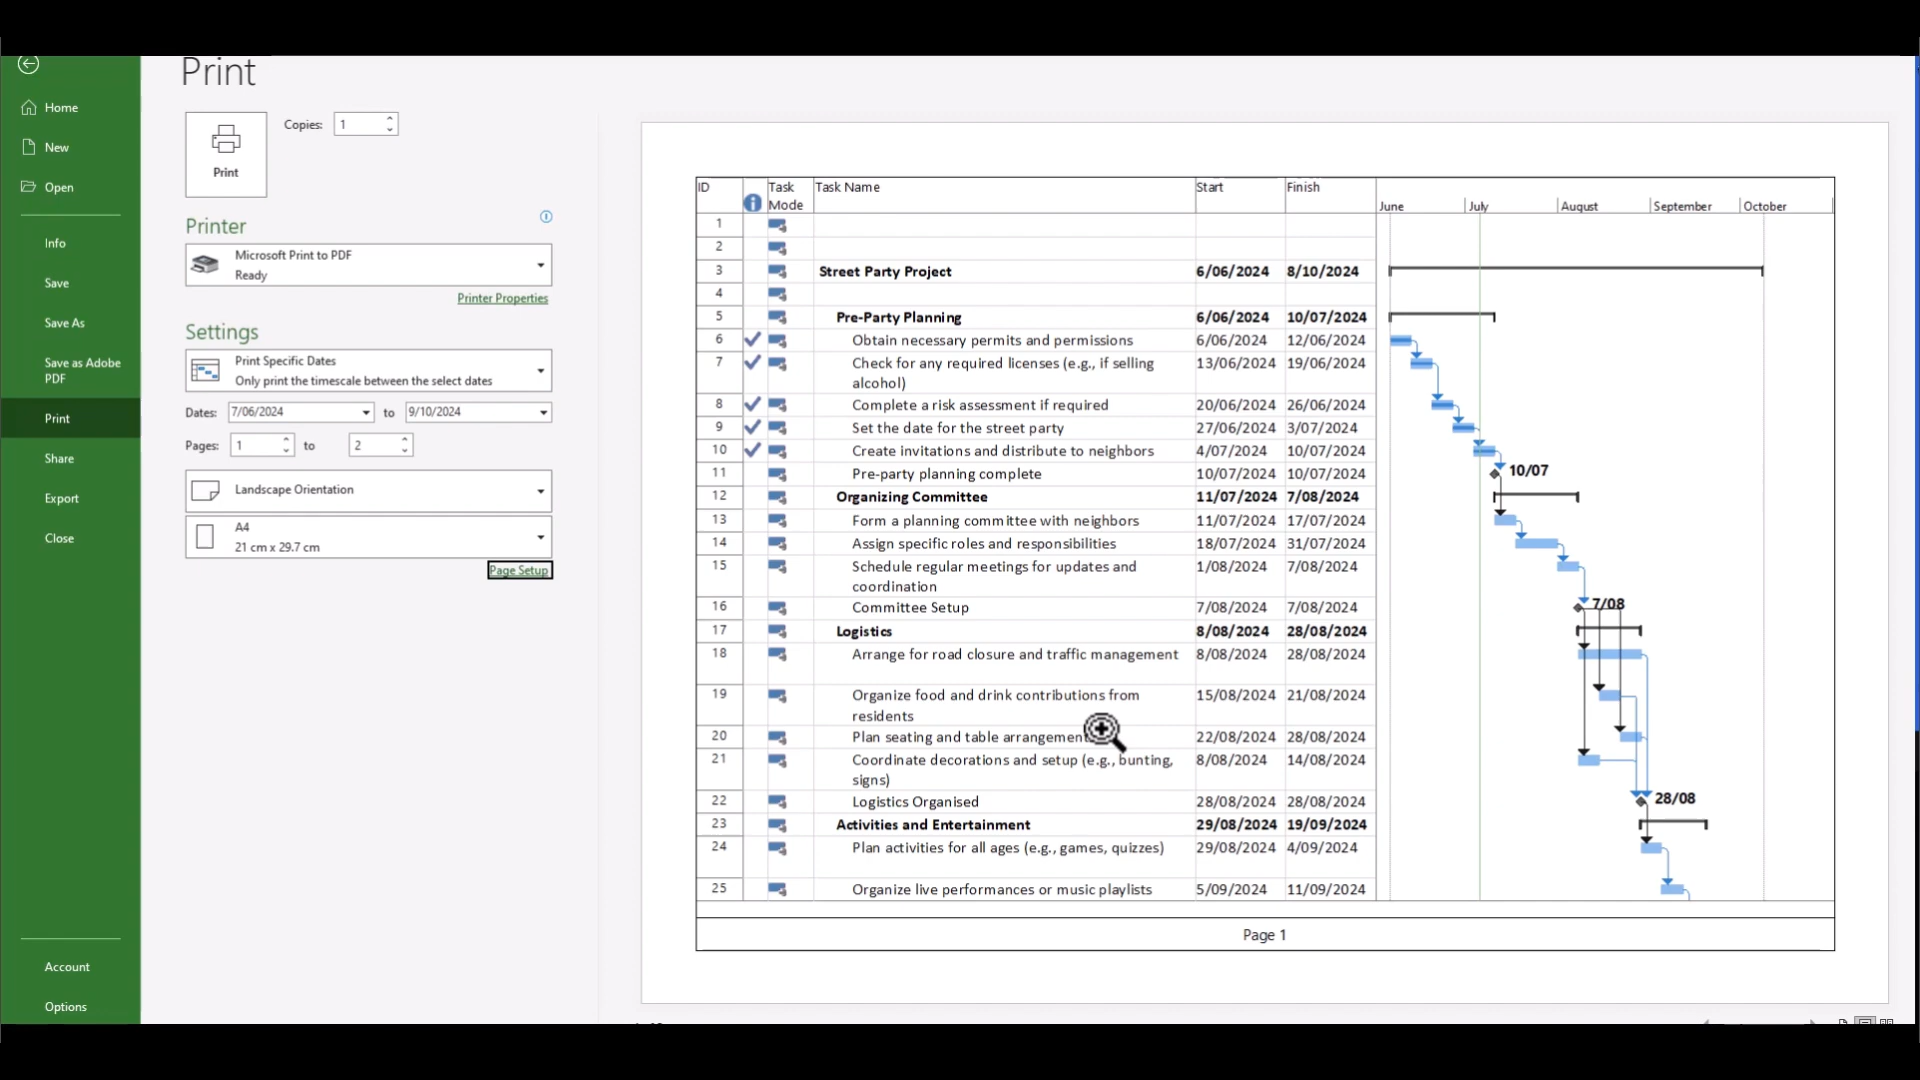 Print
Home
New
Open
Info
Save
Save As
Save as Adobe
PDF
Print
Share
Export
Close
Account
Options
Print
Copies: 1
Printer
Microsoft Print to PDF
Ready
Printer Properties
Settings
Print Specific Dates
Only print the timescale between the select dates
Dates: 7/06/2024 to 9/10/2024
Pages: 1 to 2
Landscape Orientation
A4
21 cm x 29.7 cm
Page Setup
ID Task Mode Task Name Start Finish June July August September October
1
2
3 Street Party Project 6/06/2024 8/10/2024
4
5 Pre-Party Planning 6/06/2024 10/07/2024
6 Obtain necessary permits and permissions 6/06/2024 12/06/2024
7 Check for any required licenses (e.g., if selling 13/06/2024 19/06/2024
alcohol)
8 Complete a risk assessment if required 20/06/2024 26/06/2024
9 Set the date for the street party 27/06/2024 3/07/2024
10 Create invitations and distribute to neighbors 4/07/2024 10/07/2024
11 Pre-party planning complete 10/07/2024 10/07/2024 10/07
12 Organizing Committee 11/07/2024 7/08/2024
13 Form a planning committee with neighbors 11/07/2024 17/07/2024
14 Assign specific roles and responsibilities 18/07/2024 31/07/2024
15 Schedule regular meetings for updates and 1/08/2024 7/08/2024
coordination
16 Committee Setup 7/08/2024 7/08/2024 7/08
17 Logistics 8/08/2024 28/08/2024
18 Arrange for road closure and traffic management 8/08/2024 28/08/2024
19 Organize food and drink contributions from 15/08/2024 21/08/2024
residents
20 Plan seating and table arrangement 22/08/2024 28/08/2024
21 Coordinate decorations and setup (e.g., bunting, 8/08/2024 14/08/2024
signs)
22 Logistics Organised 28/08/2024 28/08/2024 28/08
23 Activities and Entertainment 29/08/2024 19/09/2024
24 Plan activities for all ages (e.g., games, quizzes) 29/08/2024 4/09/2024
25 Organize live performances or music playlists 5/09/2024 11/09/2024
Page 1